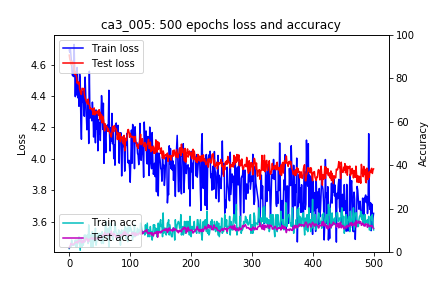 ca3_005: 500 epochs loss and accuracy
Train loss
Test loss
Train acc
Test acc
Loss
4.6
4.4
4.2
4.0
3.8
3.6
Accuracy
100
80
60
40
20
0
0
100
200
300
400
500